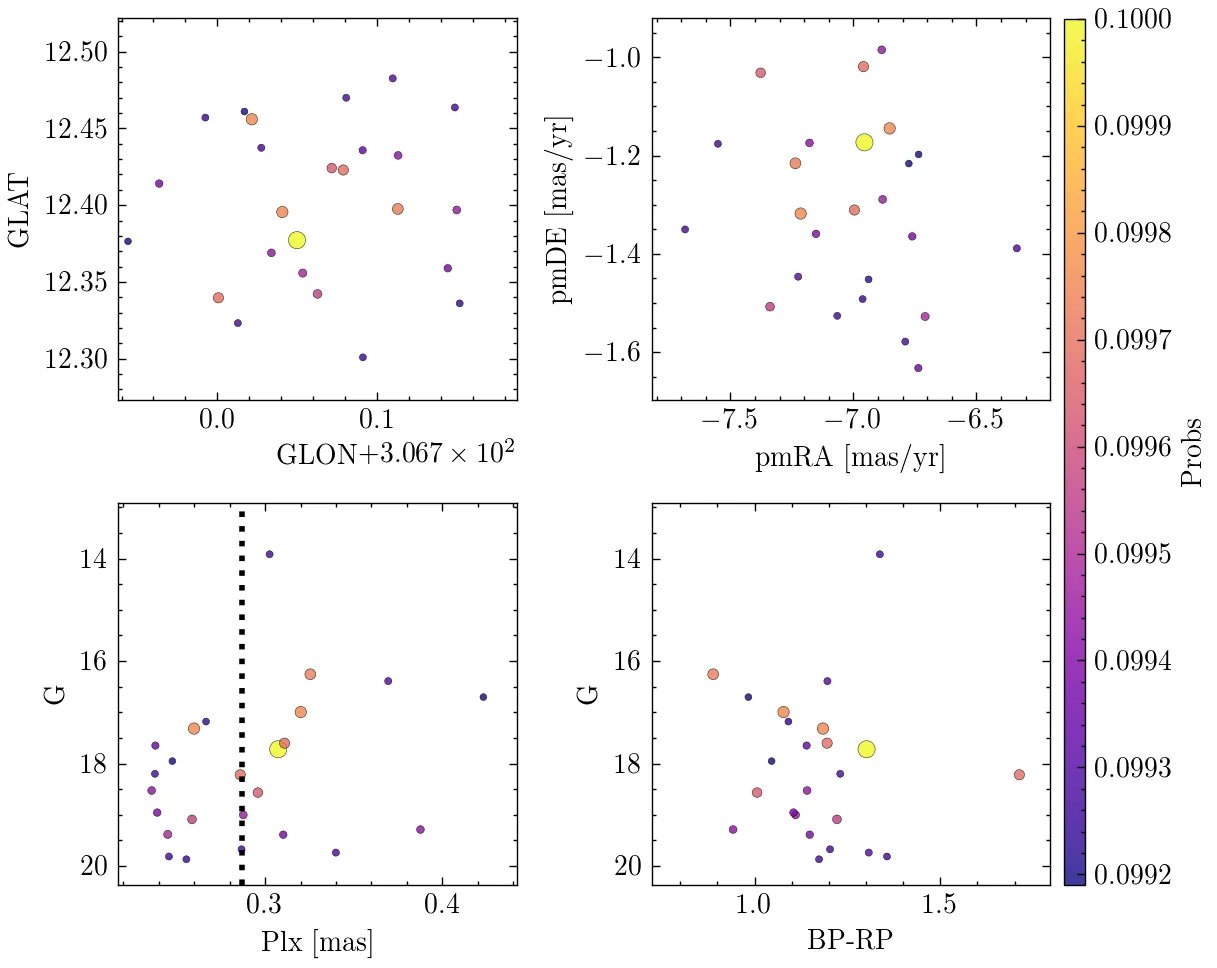 12.50
12.45
12.40
12.35
12.30
GLAT
0.0 0.1
GLON+3.067 × 10²
−1.0
−1.2
−1.4
−1.6
pmDE [mas/yr]
−7.5 −7.0 −6.5
pmRA [mas/yr]
14
16
18
20
G
0.3 0.4
Plx [mas]
14
16
18
20
G
1.0 1.5
BP-RP
0.1000
0.0999
0.0998
0.0997
0.0996
0.0995
0.0994
0.0993
0.0992
Probs